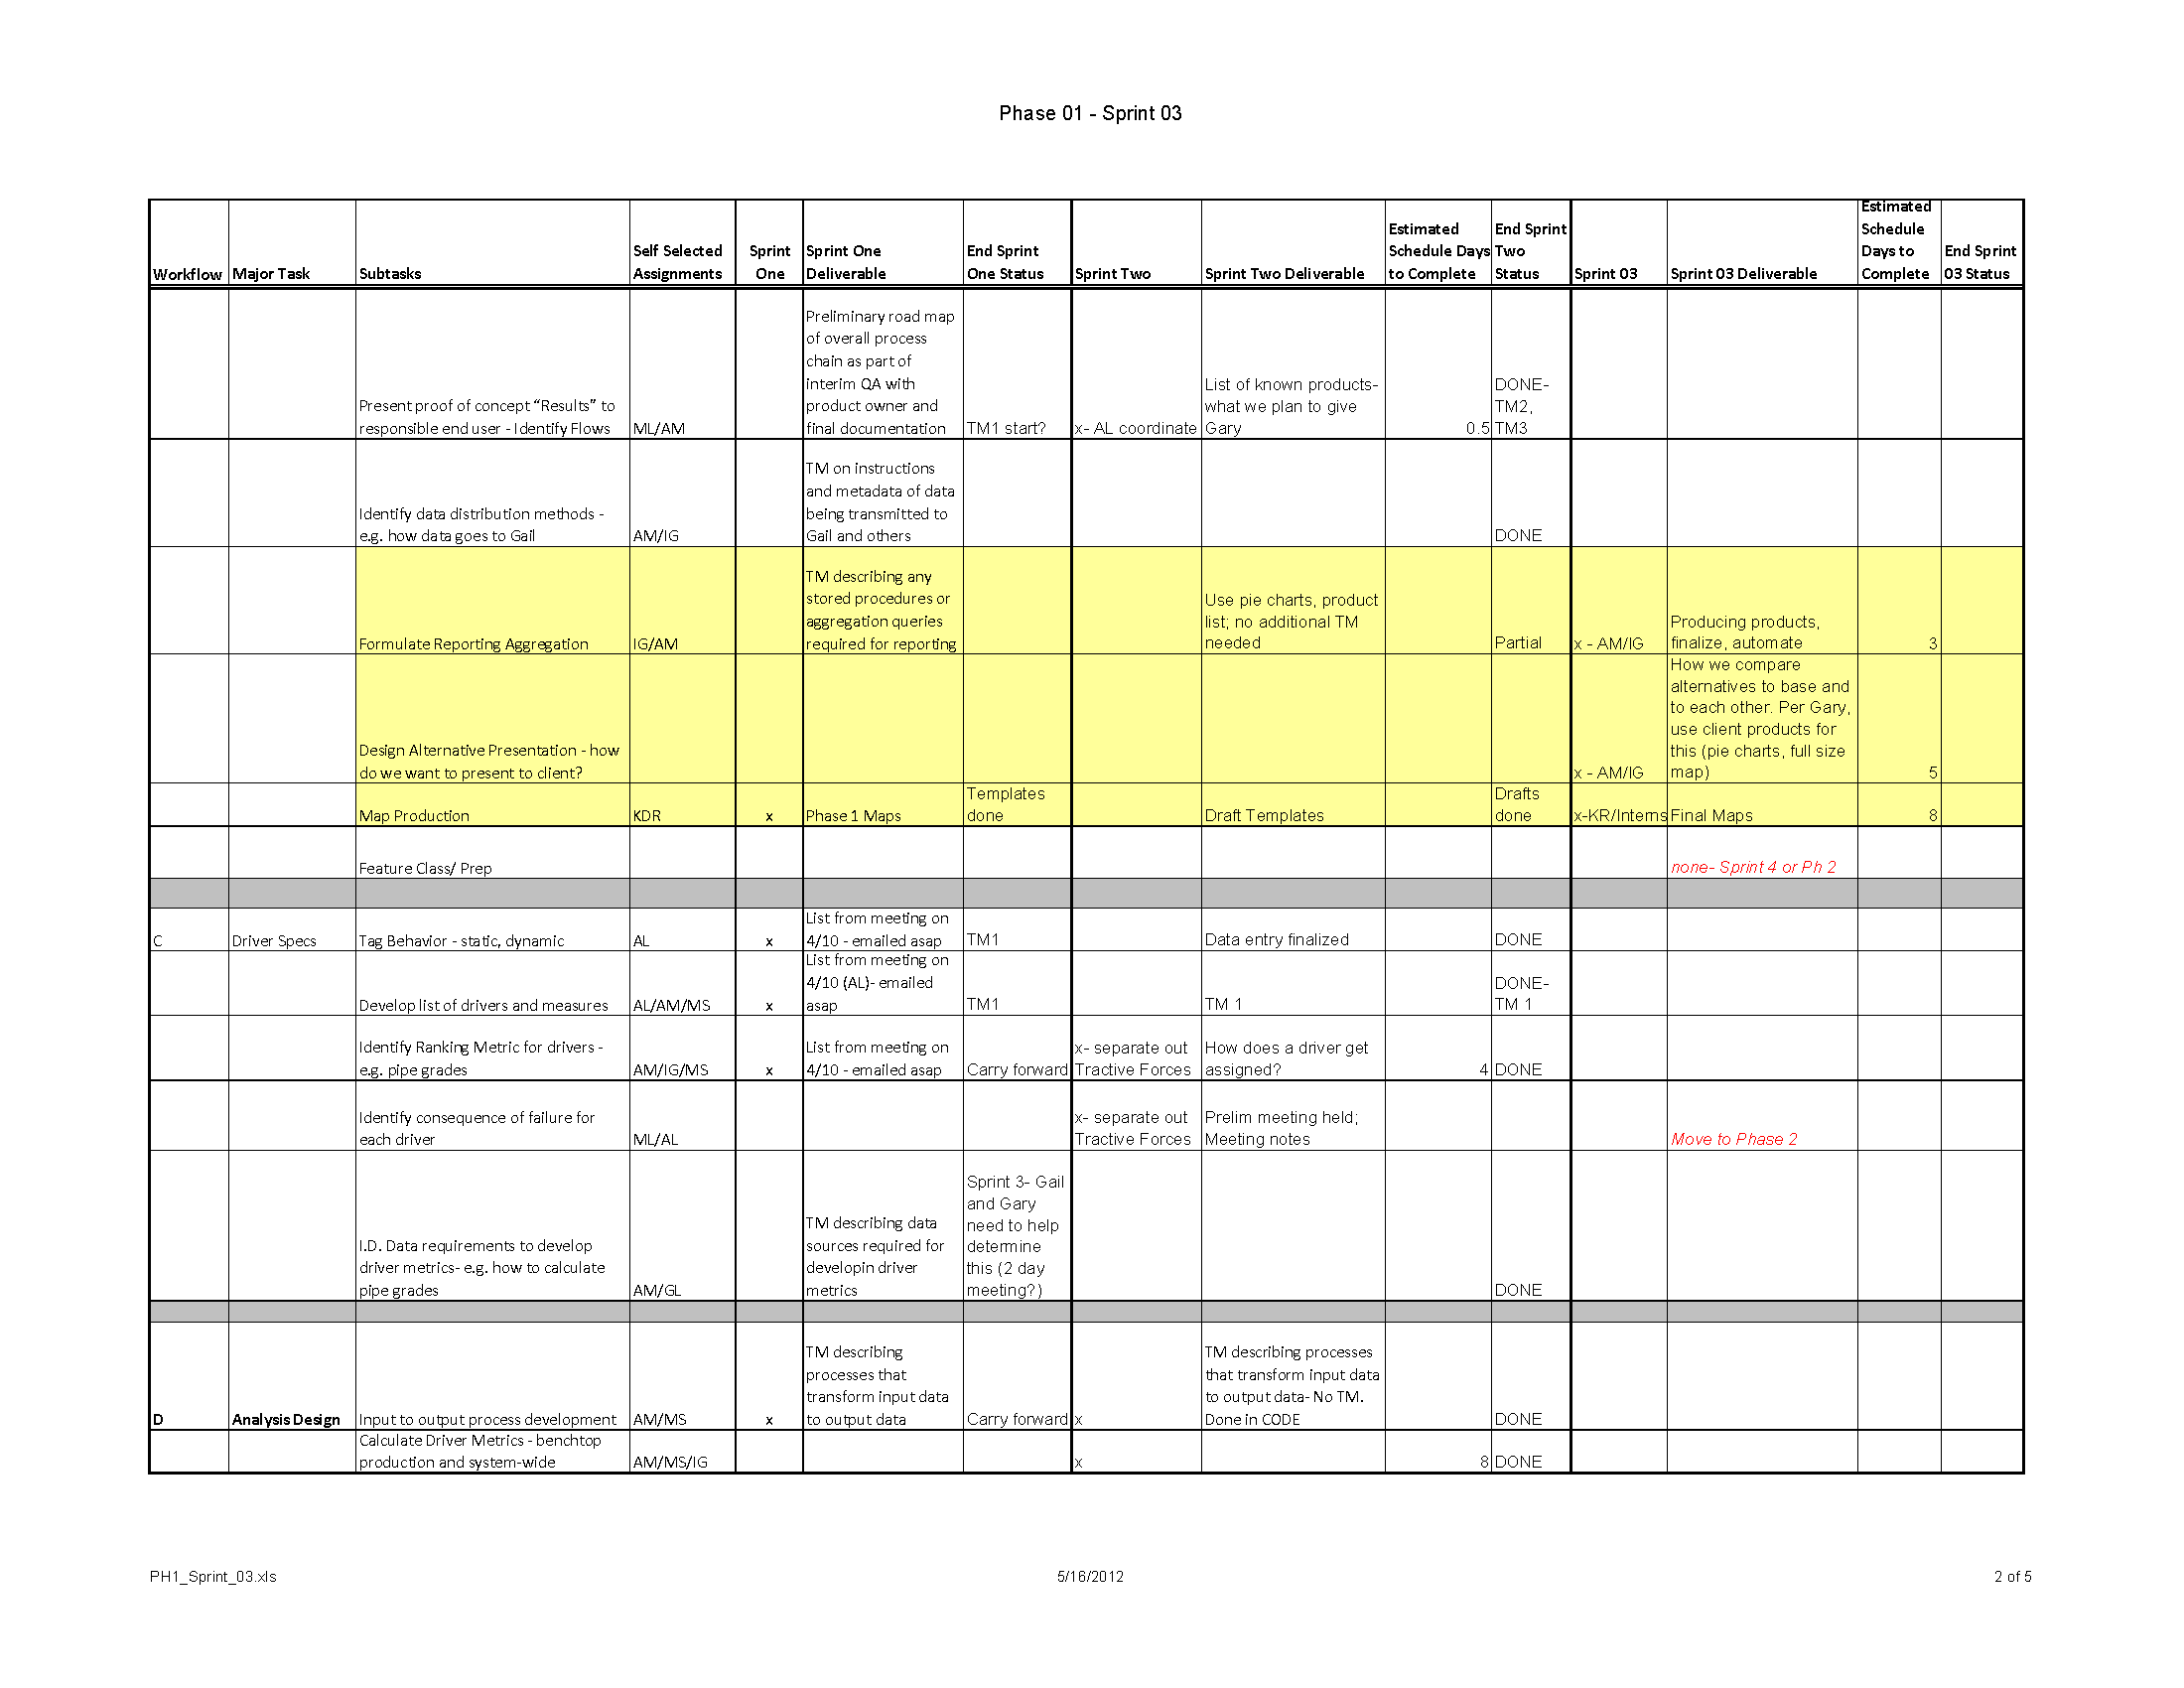 Phase 01 - Sprint 03
Workflow
Major Task
Subtasks
Self Selected
Assignments
Sprint
One
Sprint One
Deliverable
End Sprint
One Status
Sprint Two
Sprint Two Deliverable
Estimated
Schedule Days
to Complete
End Sprint
Two
Status
Sprint 03
Sprint 03 Deliverable
Estimated
Schedule
Days to
Complete
End Sprint
03 Status
Present proof of concept “Results” to
responsible end user - Identify Flows
ML/AM
Preliminary road map
of overall process
chain as part of
interim QA with
product owner and
final documentation
TM1 start?
x- AL coordinate
List of known products-
what we plan to give
Gary
0.5
DONE-
TM2,
TM3
Identify data distribution methods -
e.g. how data goes to Gail
AM/IG
TM on instructions
and metadata of data
being transmitted to
Gail and others
DONE
Formulate Reporting Aggregation
IG/AM
TM describing any
stored procedures or
aggregation queries
required for reporting
Use pie charts, product
list; no additional TM
needed
Partial
x - AM/IG
Producing products,
finalize, automate
3
Design Alternative Presentation - how
do we want to present to client?
x - AM/IG
How we compare
alternatives to base and
to each other. Per Gary,
use client products for
this (pie charts, full size
map)
5
Map Production
KDR
x
Phase 1 Maps
Templates
done
Draft Templates
Drafts
done
x-KR/Interns
Final Maps
8
Feature Class/ Prep
none- Sprint 4 or Ph 2
C
Driver Specs
Tag Behavior - static, dynamic
AL
x
List from meeting on
4/10 - emailed asap
TM1
Data entry finalized
DONE
Develop list of drivers and measures
AL/AM/MS
x
List from meeting on
4/10 (AL)- emailed
asap
TM1
TM 1
DONE-
TM 1
Identify Ranking Metric for drivers -
e.g. pipe grades
AM/IG/MS
x
List from meeting on
4/10 - emailed asap
Carry forward
x- separate out
Tractive Forces
How does a driver get
assigned?
4
DONE
Identify consequence of failure for
each driver
ML/AL
x- separate out
Tractive Forces
Prelim meeting held;
Meeting notes
Move to Phase 2
I.D. Data requirements to develop
driver metrics- e.g. how to calculate
pipe grades
AM/GL
TM describing data
sources required for
developin driver
metrics
Sprint 3- Gail
and Gary
need to help
determine
this (2 day
meeting?)
DONE
D
Analysis Design
Input to output process development
AM/MS
x
TM describing
processes that
transform input data
to output data
Carry forward
x
TM describing processes
that transform input data
to output data- No TM.
Done in CODE
DONE
Calculate Driver Metrics - benchtop
production and system-wide
AM/MS/IG
x
8
DONE
PH1_Sprint_03.xls
5/16/2012
2 of 5